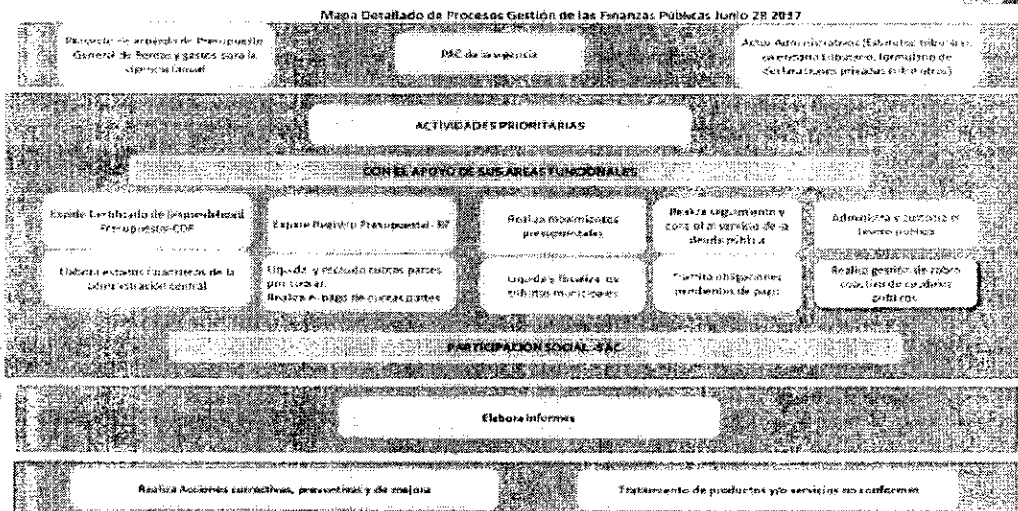 Mapa Detallado de Procesos Gestión de las Finanzas Públicas Junio 28 2037
Proyecto de acuerdo de Presupuesto
General de Rentas y gastos para la
vigencia anual
PAC de la vigencia
Actos Administrativos (Estatuto tributario,
calendario tributario, formulario de
declaraciones privadas entre otros)
ACTIVIDADES PRIORITARIAS
CON EL APOYO DE SUS AREAS FUNCIONALES
Expide Certificado de Disponibilidad
Presupuestal-CDP
Expide Registro Presupuestal- RP
Realiza movimientos
presupuestales
Realiza seguimiento y
control al servicio de la
deuda pública
Administra y custodia el
tesoro público
Elabora estados financieros de la
administración central
Liquida y recauda cuotas partes
por cobrar.
Realiza el pago de cuotas partes
Liquida y fiscaliza los
tributos municipales
Tramita obligaciones
pendientes de pago
Realiza gestión de cobro
coactivo de caudales
públicos
PARTICIPACION SOCIAL -SAC
Elabora informes
Realiza Acciones correctivas, preventivas y de mejora
Tratamiento de productos y/o servicios no conformes